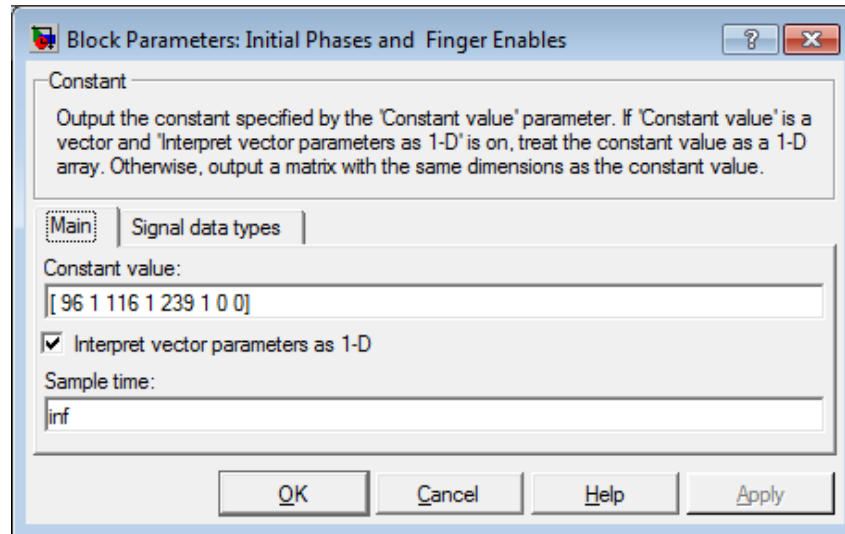 Block Parameters: Initial Phases and Finger Enables
?
Constant
Output the constant specified by the 'Constant value' parameter. If 'Constant value' is a
vector and 'Interpret vector parameters as 1-D' is on, treat the constant value as a 1-D
array. Otherwise, output a matrix with the same dimensions as the constant value.
Main
Signal data types
Constant value:
[ 96 1 116 1 239 1 0 0]
Interpret vector parameters as 1-D
Sample time:
inf
OK Cancel Help Apply